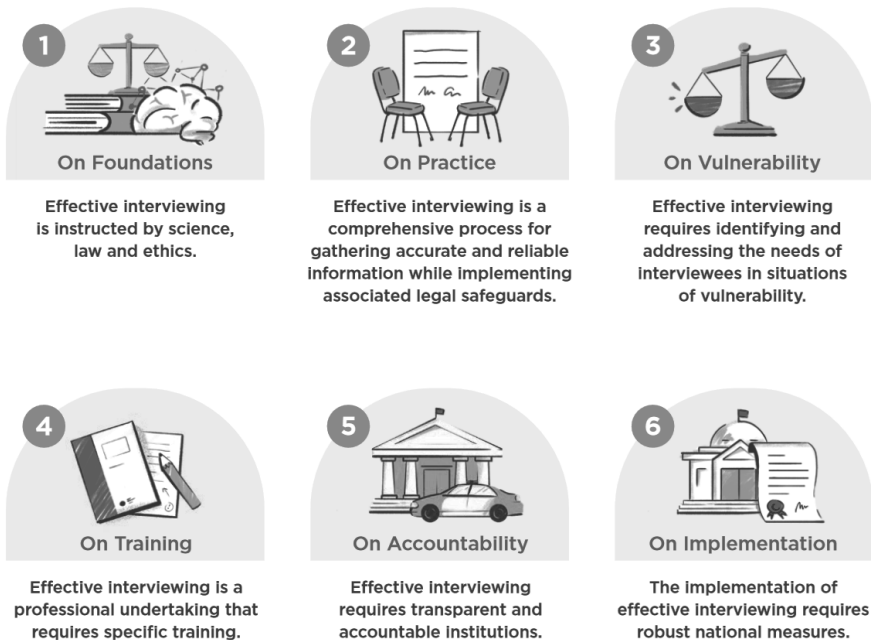 1
On Foundations
Effective interviewing
is instructed by science,
law and ethics.
2
On Practice
Effective interviewing is a
comprehensive process for
gathering accurate and reliable
information while implementing
associated legal safeguards.
3
On Vulnerability
Effective interviewing
requires identifying and
addressing the needs of
interviewees in situations
of vulnerability.
4
On Training
Effective interviewing is a
professional undertaking that
requires specific training.
5
On Accountability
Effective interviewing
requires transparent and
accountable institutions.
6
On Implementation
The implementation of
effective interviewing requires
robust national measures.